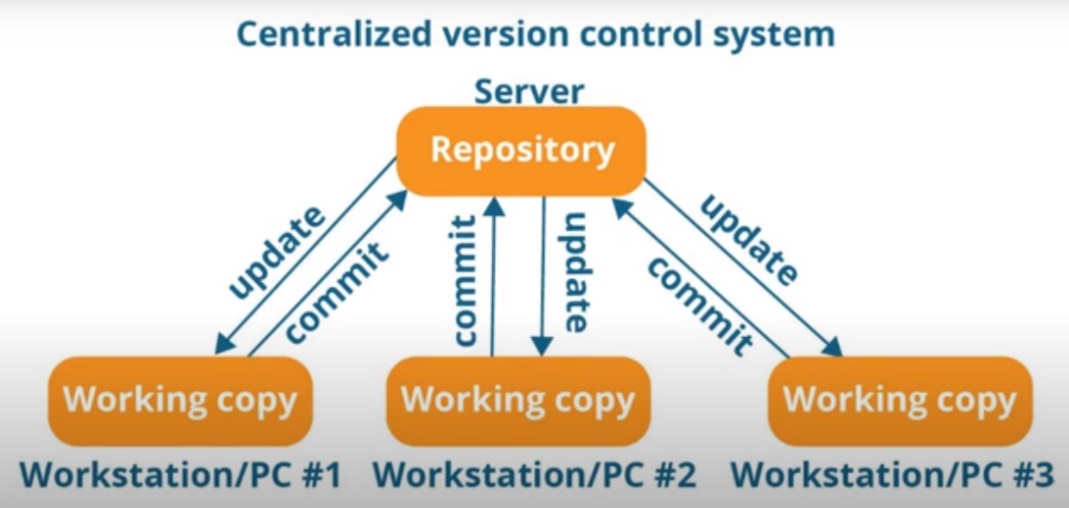 Centralized version control system
Server
Repository
update
commit
commit
update
commit
update
Working copy
Working copy
Working copy
Workstation/PC #1
Workstation/PC #2
Workstation/PC #3